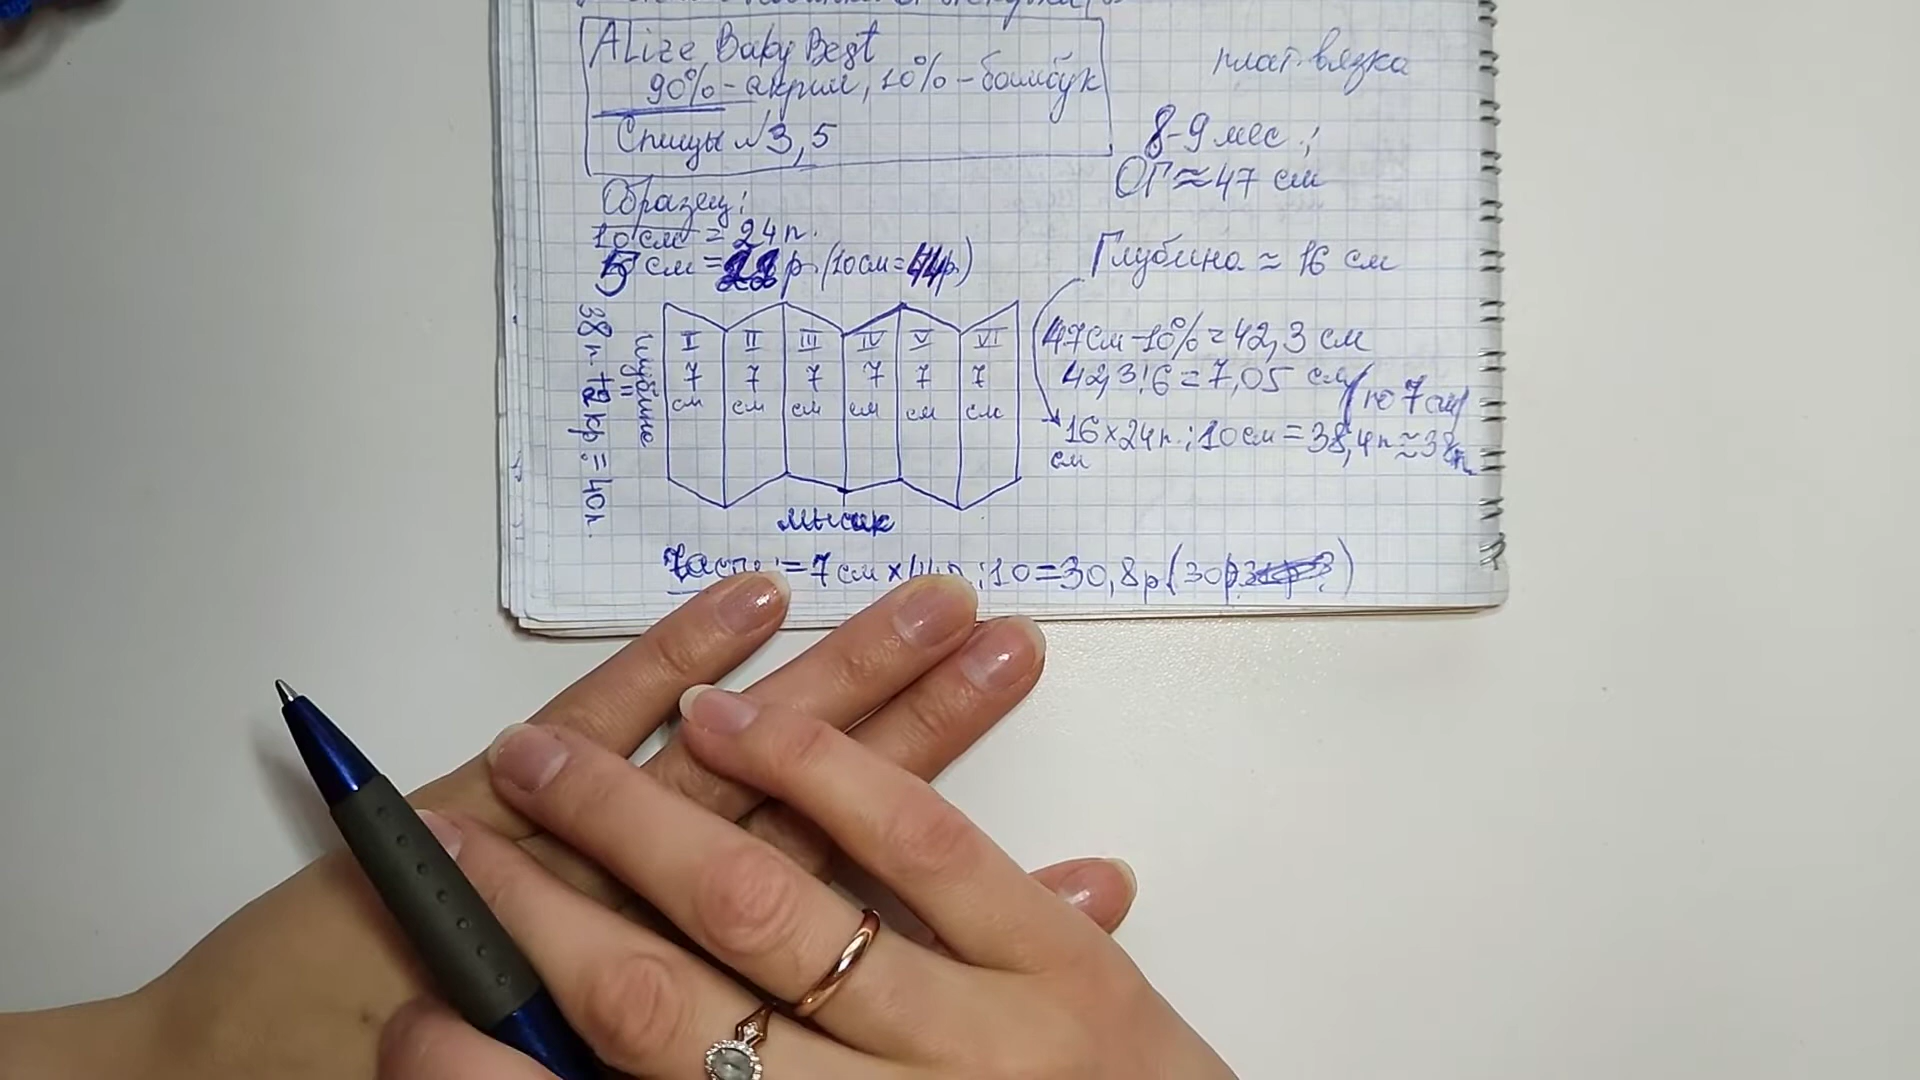 ALize Baby Best
90%-акрил, 10%-бамбук
Спицы №3,5
плат. вязка
8-9 мес.;
ОГ≈47 см
Образец:
10 см = 24 п.
5 см = 22 р. (10 см = 44 р.)
Глубина ≈ 16 см
47 см - 10% = 42,3 см
42,3:6 = 7,05 см (по 7 см)
16 см × 24 п.:10 см = 38,4 п ≈ 38 п.
38 п. + 2 кр. = 40 п.
глубина
I II III IV V VI
7 7 7 7 7 7
см см см см см см
мысик
Часть: = 7 см × 44 р.:10 = 30,8 р (30 р.